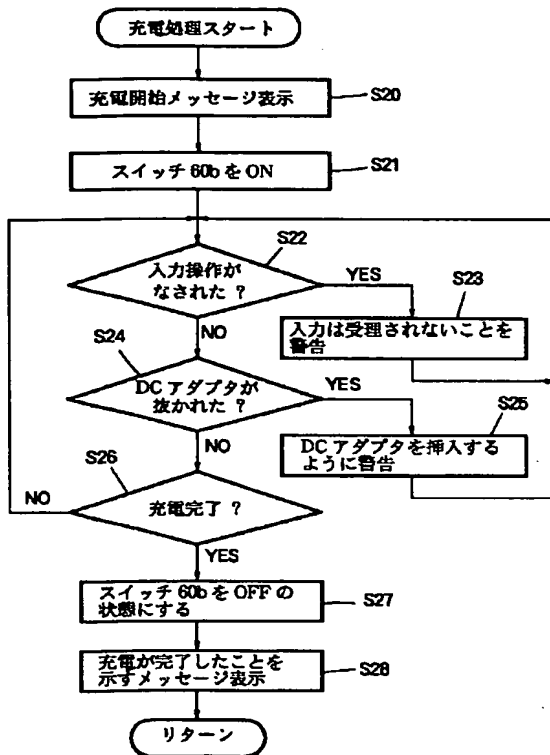 充電処理スタート
充電開始メッセージ表示
S20
スイッチ 60b を ON
S21
S22
入力操作が
なされた ?
YES
S23
入力は受理されないことを
警告
NO
S24
DC アダプタが
抜かれた ?
YES
S25
DC アダプタを挿入する
ように警告
NO
S26
充電完了 ?
NO
YES
スイッチ 60b を OFF の
状態にする
S27
充電が完了したことを
示すメッセージ表示
S28
リターン